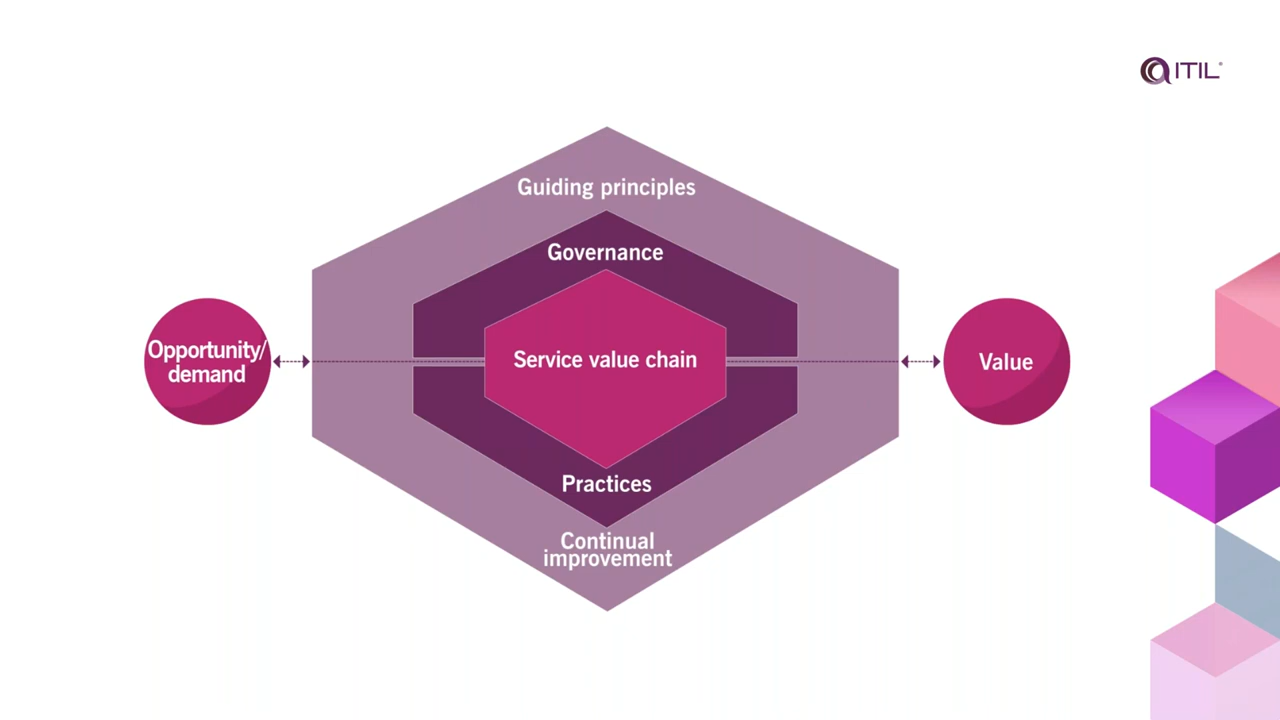 ITIL
Guiding principles
Governance
Opportunity/
demand
Service value chain
Value
Practices
Continual
improvement